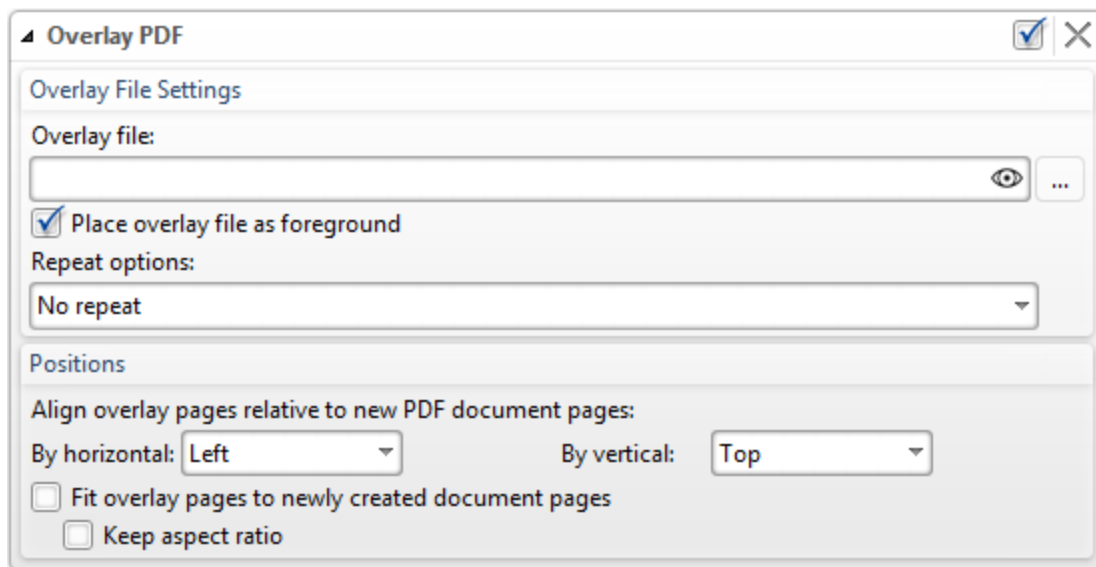 Overlay PDF
Overlay File Settings
Overlay file:
...
Place overlay file as foreground
Repeat options:
No repeat
Positions
Align overlay pages relative to new PDF document pages:
By horizontal: Left By vertical: Top
Fit overlay pages to newly created document pages
Keep aspect ratio